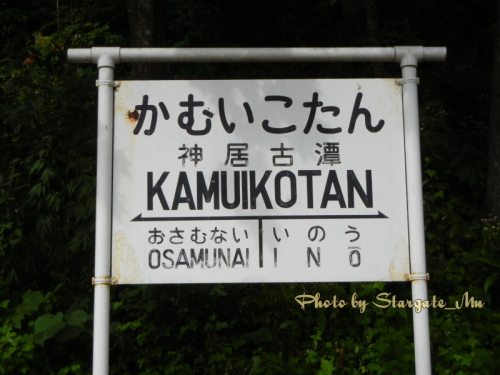 かむいこたん
神居古潭
KAMUIKOTAN
おさむない いのう
OSAMUNAI INŌ
Photo by Stargate_Mu